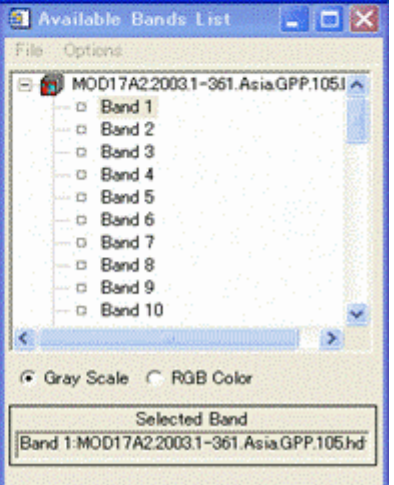 Available Bands List
File Options
MOD17A2.2003.1-361.Asia.GPP.105.l
Band 1
Band 2
Band 3
Band 4
Band 5
Band 6
Band 7
Band 8
Band 9
Band 10
Gray Scale RGB Color
Selected Band
Band 1:MOD17A2.2003.1-361.Asia.GPP.105.hd